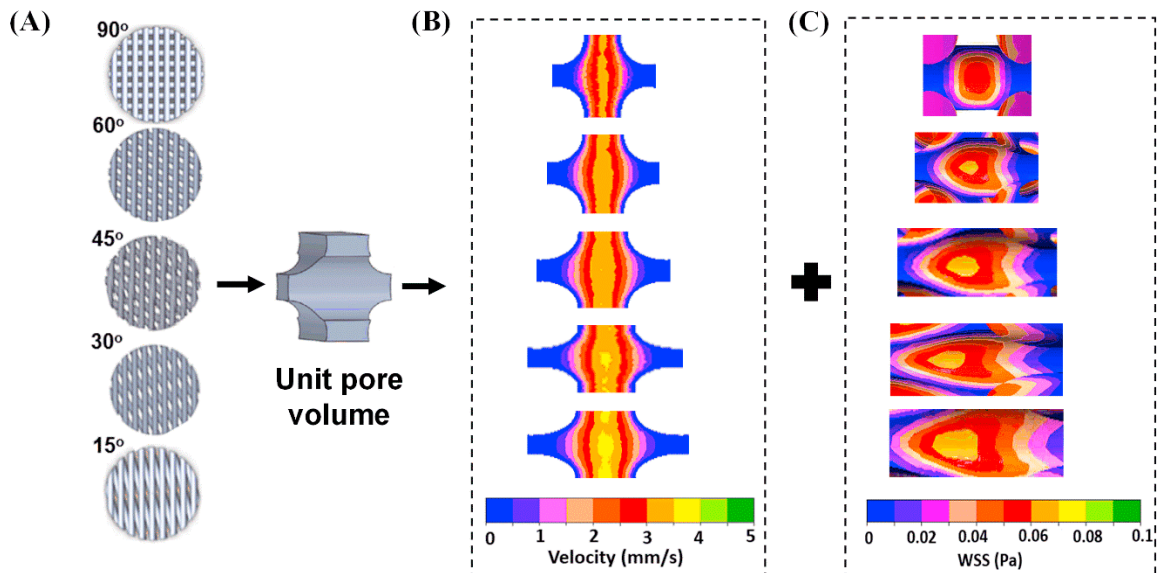 (A)
90°
60°
45°
30°
15°
Unit pore
volume
(B)
0 1 2 3 4 5
Velocity (mm/s)
(C)
0 0.02 0.04 0.06 0.08 0.1
WSS (Pa)